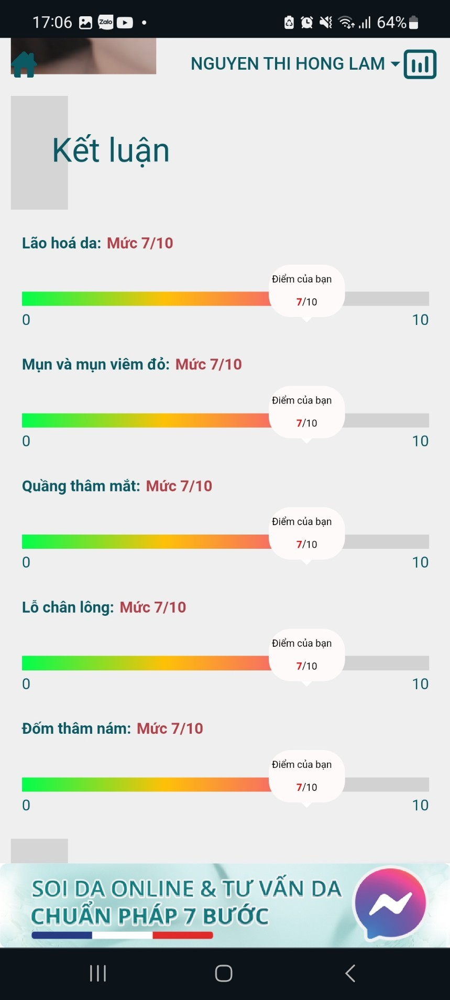 17:06 Zalo 64%
NGUYEN THI HONG LAM
Kết luận
Lão hoá da: Mức 7/10
Điểm của bạn
7/10
0 10
Mụn và mụn viêm đỏ: Mức 7/10
Điểm của bạn
7/10
0 10
Quầng thâm mắt: Mức 7/10
Điểm của bạn
7/10
0 10
Lỗ chân lông: Mức 7/10
Điểm của bạn
7/10
0 10
Đốm thâm nám: Mức 7/10
Điểm của bạn
7/10
0 10
SOI DA ONLINE & TƯ VẤN DA
CHUẨN PHÁP 7 BƯỚC